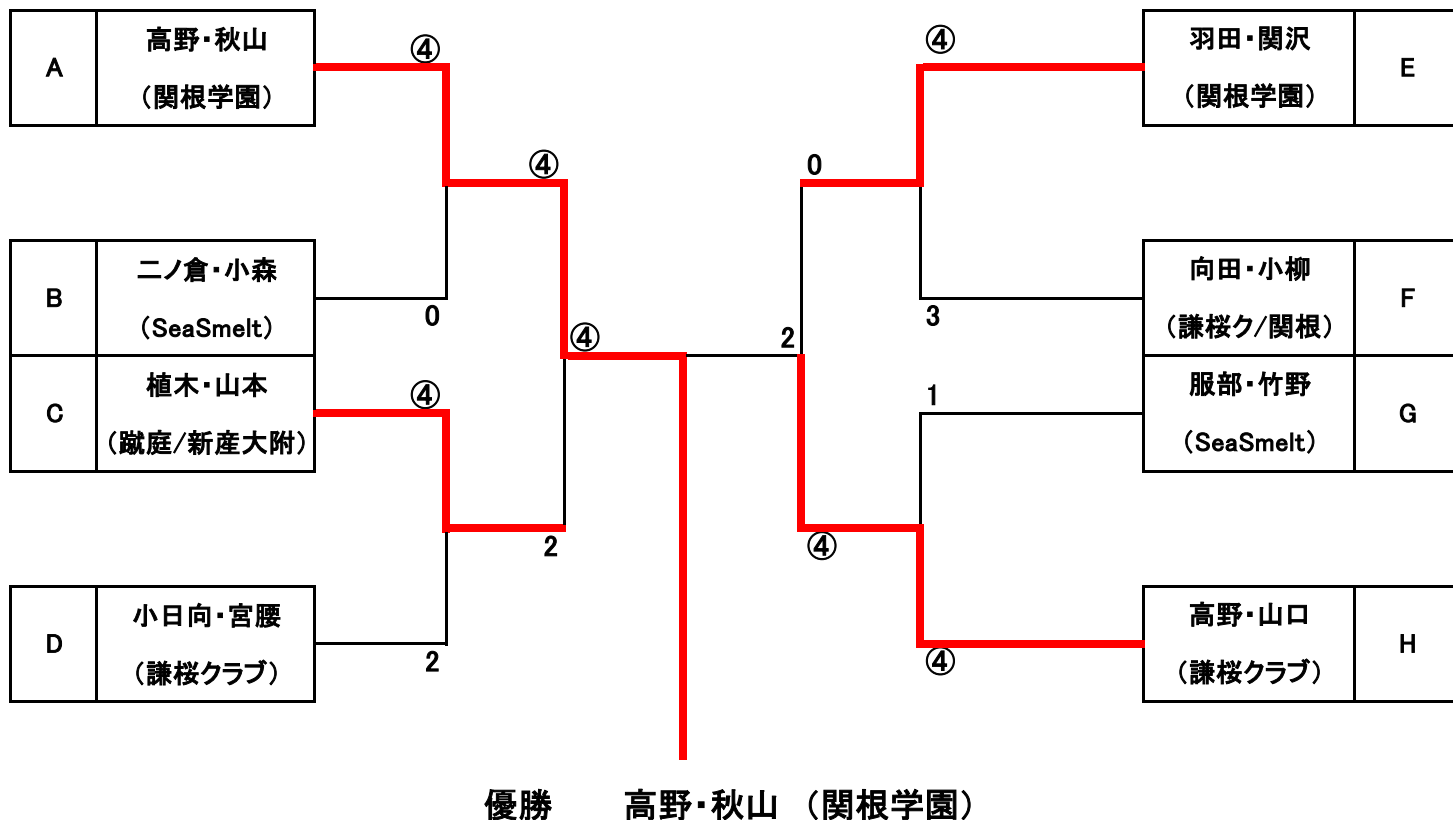 A
高野・秋山
(関根学園)
④
④
羽田・関沢
(関根学園)
E
④
0
B
二ノ倉・小森
(SeaSmelt)
0
向田・小柳
(謙桜ク/関根)
F
3
④
2
C
植木・山本
(蹴庭/新産大附)
④
1
服部・竹野
(SeaSmelt)
G
2
④
D
小日向・宮腰
(謙桜クラブ)
2
④
高野・山口
(謙桜クラブ)
H
優勝 高野・秋山 (関根学園)